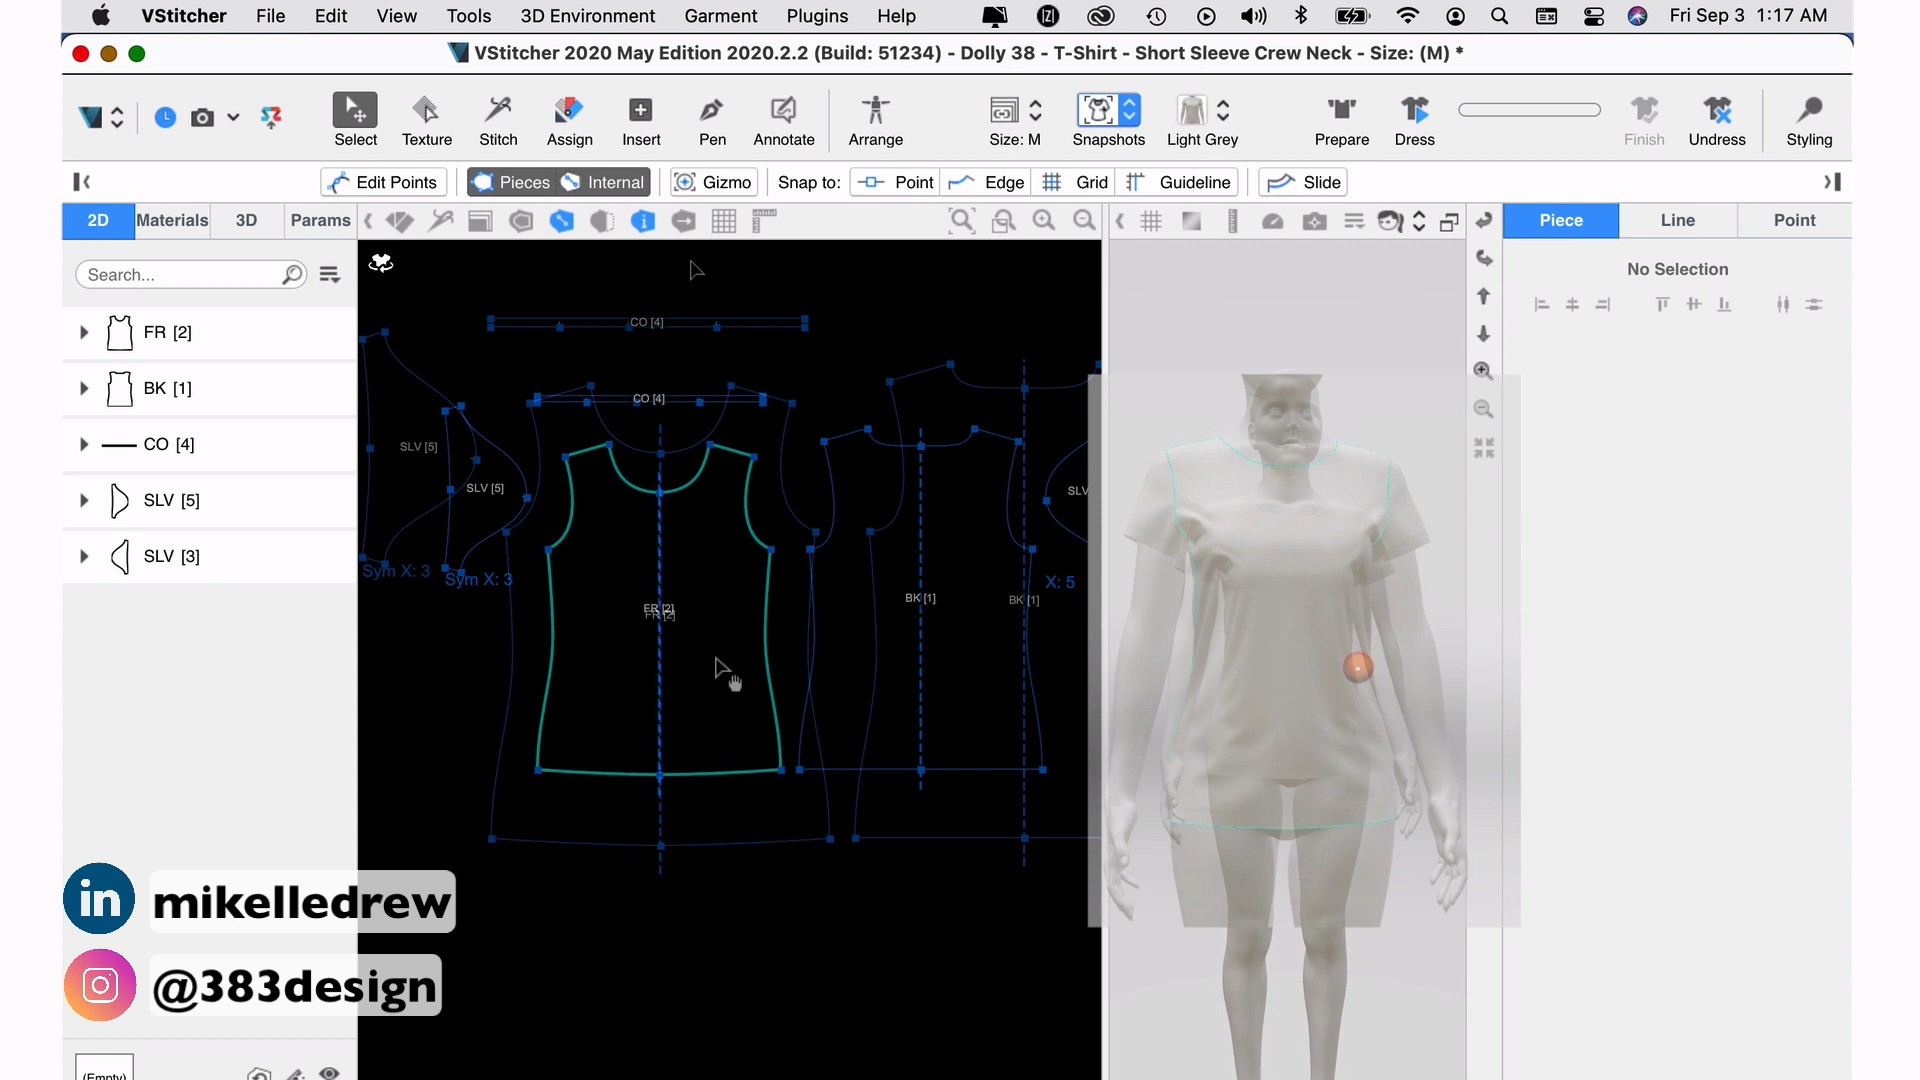 VStitcher File Edit View Tools 3D Environment Garment Plugins Help Fri Sep 3 1:17 AM
VStitcher 2020 May Edition 2020.2.2 (Build: 51234) - Dolly 38 - T-Shirt - Short Sleeve Crew Neck - Size: (M) *
Select Texture Stitch Assign Insert Pen Annotate Arrange Size: M Snapshots Light Grey Prepare Dress Finish Undress Styling
Edit Points Pieces Internal Gizmo Snap to: Point Edge Grid Guideline Slide
2D Materials 3D Params Piece Line Point
Search...
No Selection
FR [2]
BK [1]
CO [4]
SLV [5]
SLV [3]
CO [4]
CO [4]
SLV [5]
SLV [5]
SLV
Sym X: 3
Sym X: 3
X: 5
FR [2]
FR [2]
BK [1]
BK [1]
in mikelledrew
@383design
(Empty)